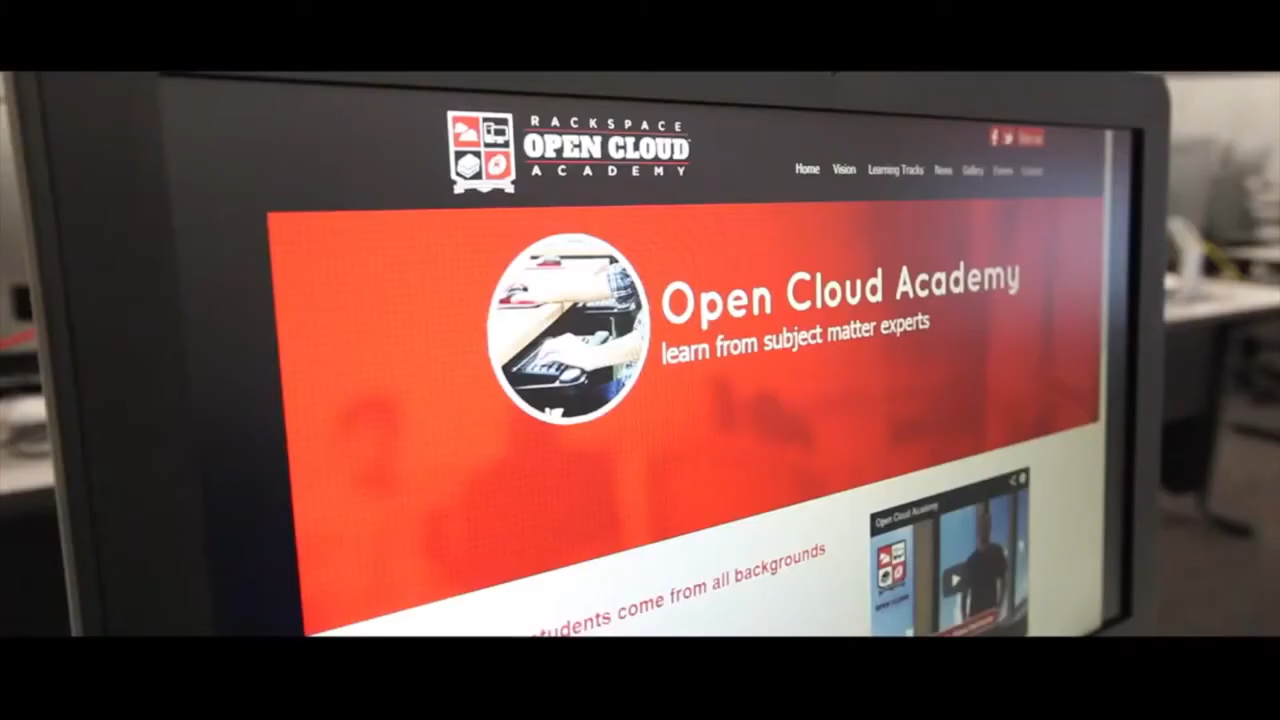 RACKSPACE
OPEN CLOUD
ACADEMY
Home Vision Learning Tracks News Gallery
Open Cloud Academy
learn from subject matter experts
students come from all backgrounds
Open Cloud Academy